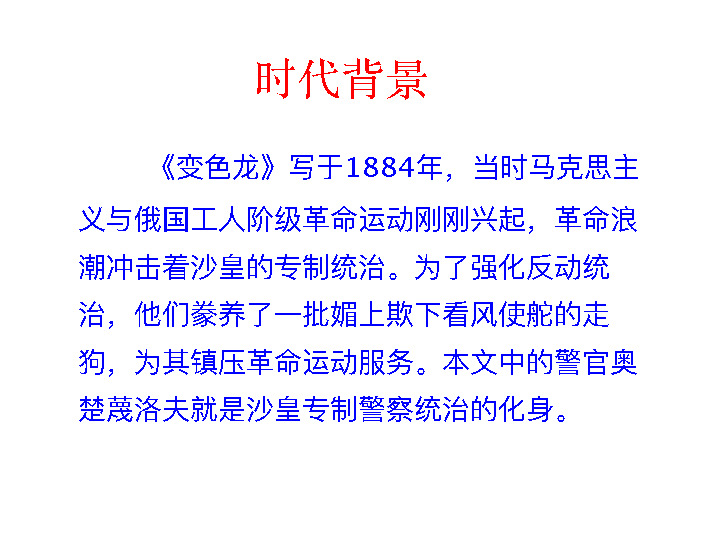 时代背景
《变色龙》写于1884年，当时马克思主
义与俄国工人阶级革命运动刚刚兴起，革命浪
潮冲击着沙皇的专制统治。为了强化反动统
治，他们豢养了一批媚上欺下看风使舵的走
狗，为其镇压革命运动服务。本文中的警官奥
楚蔑洛夫就是沙皇专制警察统治的化身。